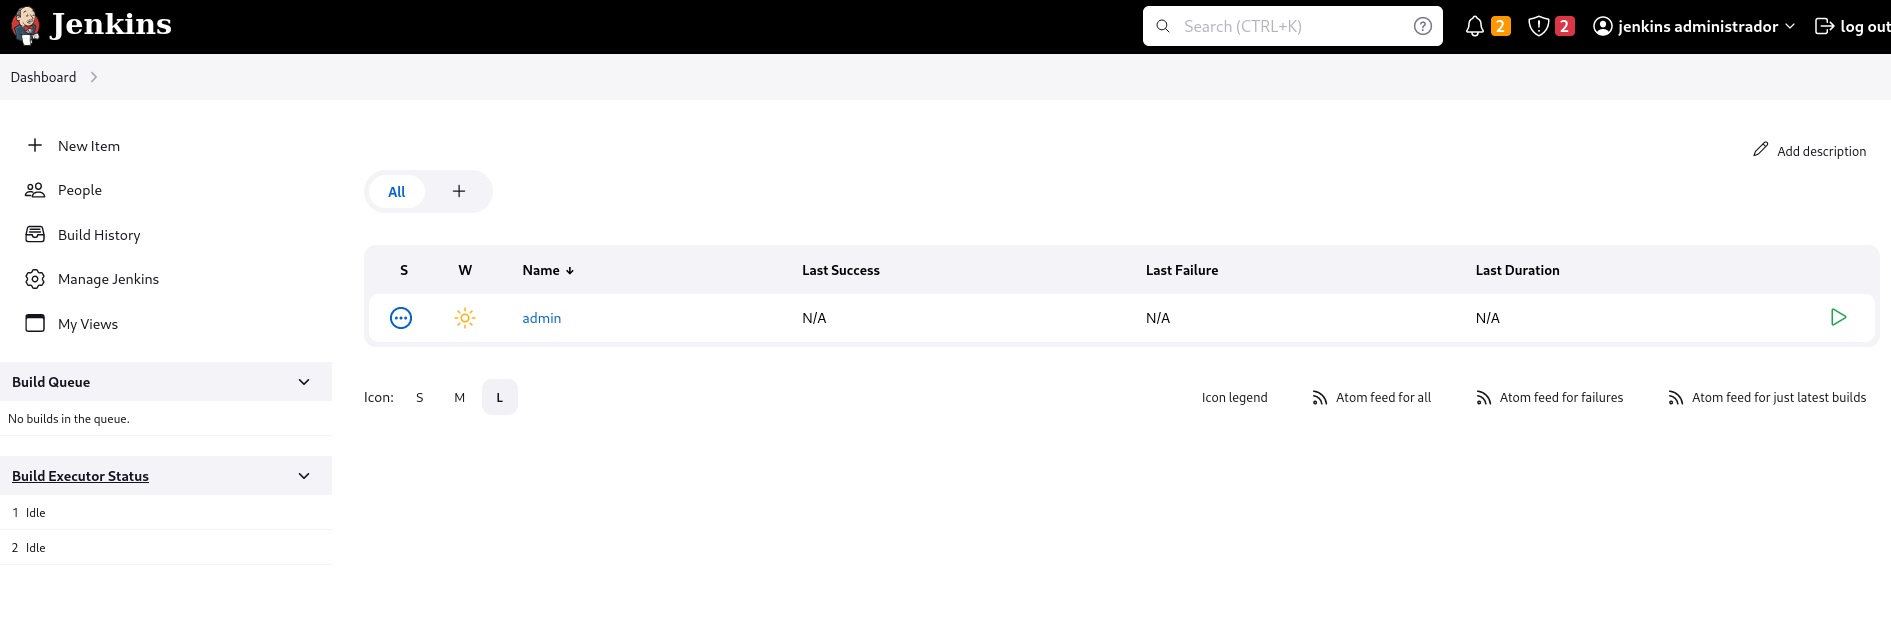 Jenkins
Search (CTRL+K)
2
2
jenkins administrador
log out
Dashboard
New Item
People
Build History
Manage Jenkins
My Views
Build Queue
No builds in the queue.
Build Executor Status
1 Idle
2 Idle
Add description
All
S W Name ↓ Last Success Last Failure Last Duration
admin N/A N/A N/A
Icon: S M L
Icon legend
Atom feed for all
Atom feed for failures
Atom feed for just latest builds